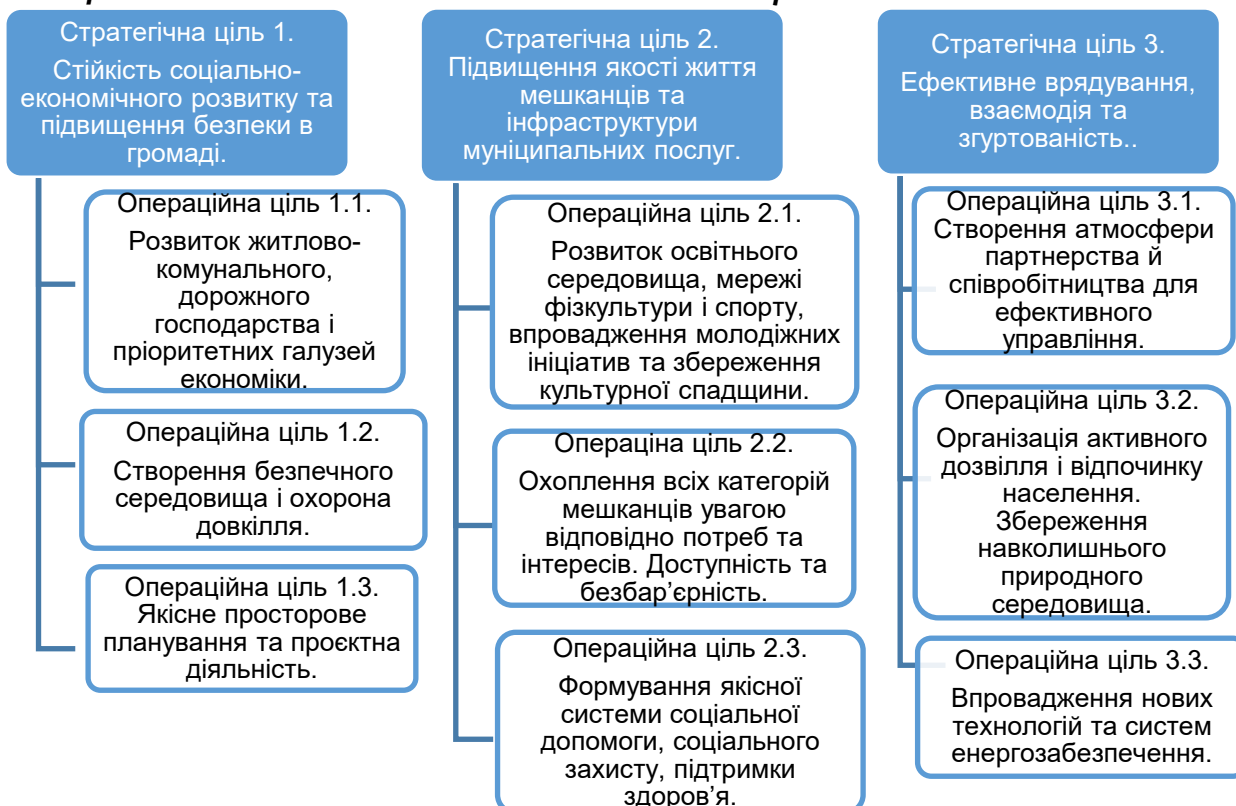 Стратегічна ціль 1.
Стійкість соціально-
економічного розвитку та
підвищення безпеки в
громаді.
Операційна ціль 1.1.
Розвиток житлово-
комунального,
дорожного
господарства і
пріоритетних галузей
економіки.
Операційна ціль 1.2.
Створення безпечного
середовища і охорона
довкілля.
Операційна ціль 1.3.
Якісне просторове
планування та проєктна
діяльність.
Стратегічна ціль 2.
Підвищення якості життя
мешканців та
інфраструктури
муніципальних послуг.
Операційна ціль 2.1.
Розвиток освітнього
середовища, мережі
фізкультури і спорту,
впровадження молодіжних
ініціатив та збереження
культурної спадщини.
Операціна ціль 2.2.
Охоплення всіх категорій
мешканців увагою
відповідно потреб та
інтересів. Доступність та
безбар’єрність.
Операційна ціль 2.3.
Формування якісної
системи соціальної
допомоги, соціального
захисту, підтримки
здоров’я.
Стратегічна ціль 3.
Ефективне врядування,
взаємодія та
згуртованість..
Операційна ціль 3.1.
Створення атмосфери
партнерства й
співробітництва для
ефективного
управління.
Операційна ціль 3.2.
Організація активного
дозвілля і відпочинку
населення.
Збереження
навколишнього
природного
середовища.
Операційна ціль 3.3.
Впровадження нових
технологій та систем
енергозабезпечення.